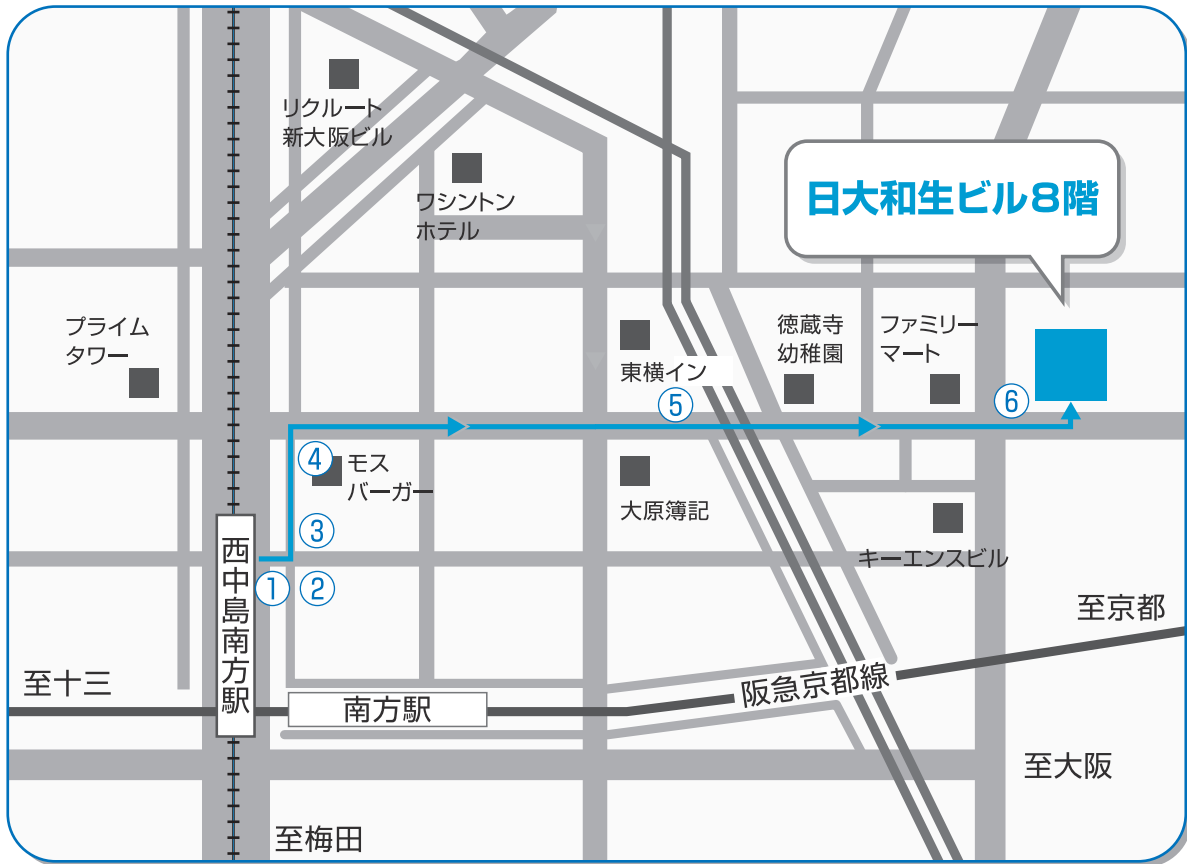 リクルート
新大阪ビル
ワシントン
ホテル
日大和生ビル8階
プライム
タワー
東横イン
徳蔵寺
幼稚園
ファミリー
マート
⑤
⑥
④
モス
バーガー
大原簿記
③
キーエンスビル
西中島南方駅
①
②
至京都
至十三
南方駅
阪急京都線
至大阪
至梅田